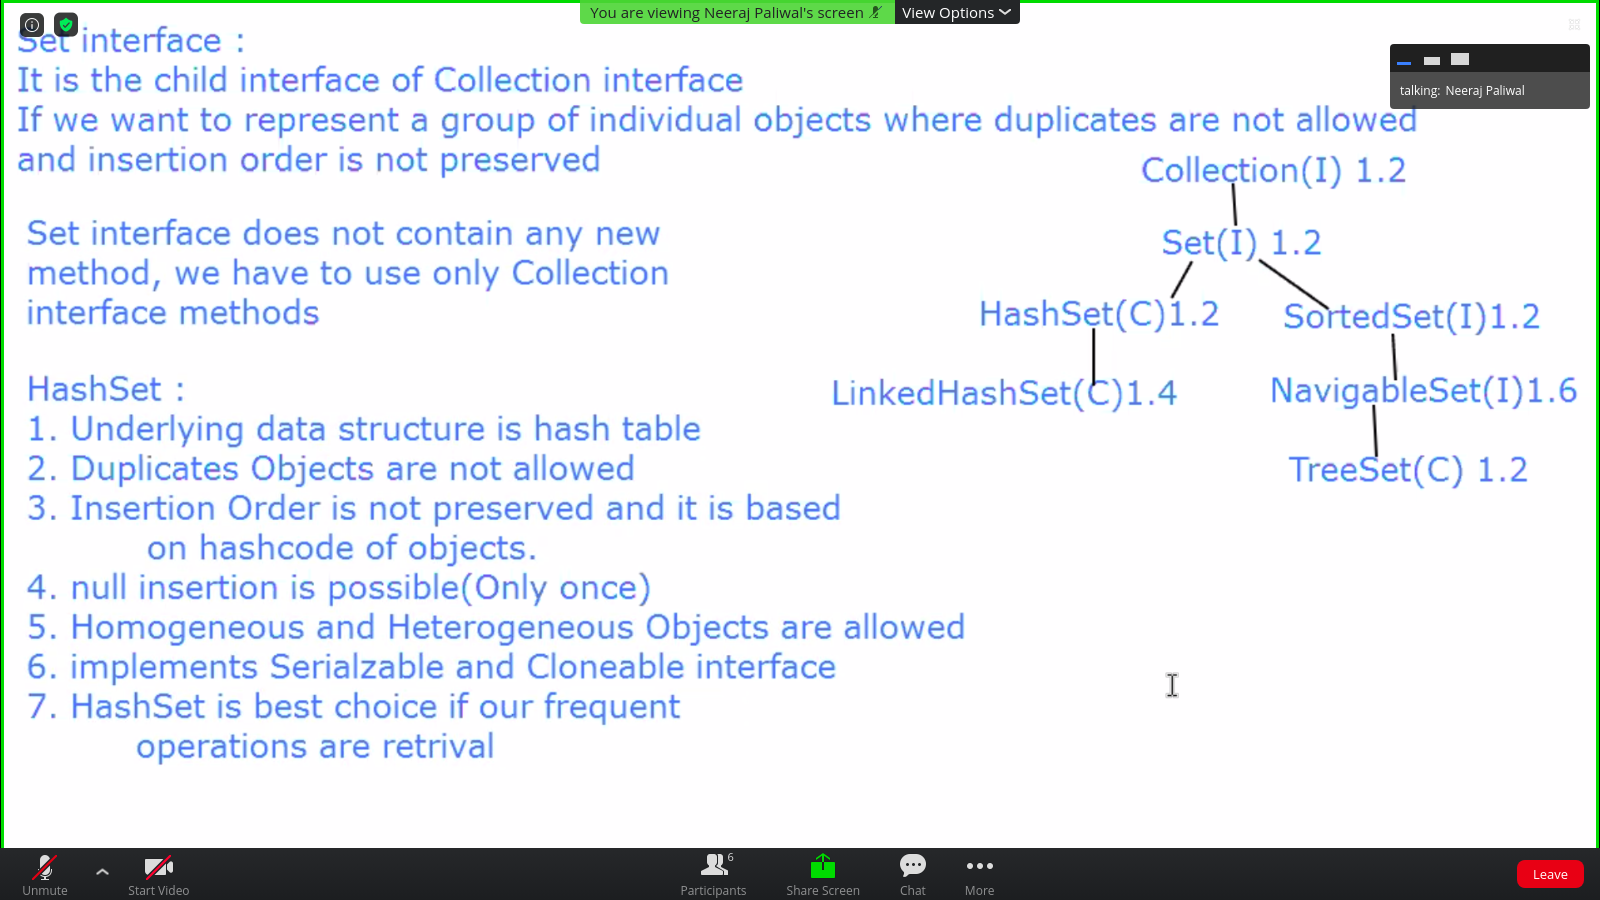 You are viewing Neeraj Paliwal's screen
View Options
talking: Neeraj Paliwal
Set interface :
It is the child interface of Collection interface
If we want to represent a group of individual objects where duplicates are not allowed
and insertion order is not preserved
Set interface does not contain any new
method, we have to use only Collection
interface methods
HashSet :
1. Underlying data structure is hash table
2. Duplicates Objects are not allowed
3. Insertion Order is not preserved and it is based
on hashcode of objects.
4. null insertion is possible(Only once)
5. Homogeneous and Heterogeneous Objects are allowed
6. implements Serialzable and Cloneable interface
7. HashSet is best choice if our frequent
operations are retrival
Collection(I) 1.2
Set(I) 1.2
HashSet(C)1.2
SortedSet(I)1.2
LinkedHashSet(C)1.4
NavigableSet(I)1.6
TreeSet(C) 1.2
Unmute
Start Video
6
Participants
Share Screen
Chat
More
Leave